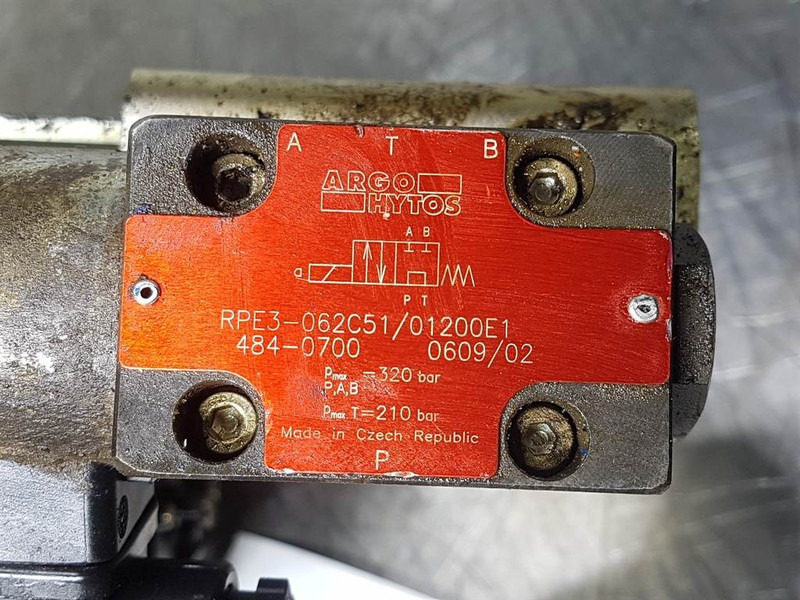 A T B
ARGO
HYTOS
A B
a
P T
RPE3-062C51/01200E1
484-0700 0609/02
Pmax =320 bar
P,A,B
Pmax T=210 bar
Made in Czech Republic
P